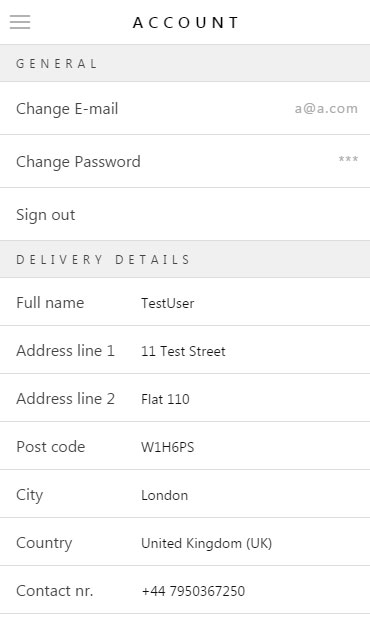 ACCOUNT
GENERAL
Change E-mail a@a.com
Change Password ***
Sign out
DELIVERY DETAILS
Full name TestUser
Address line 1 11 Test Street
Address line 2 Flat 110
Post code W1H6PS
City London
Country United Kingdom (UK)
Contact nr. +44 7950367250